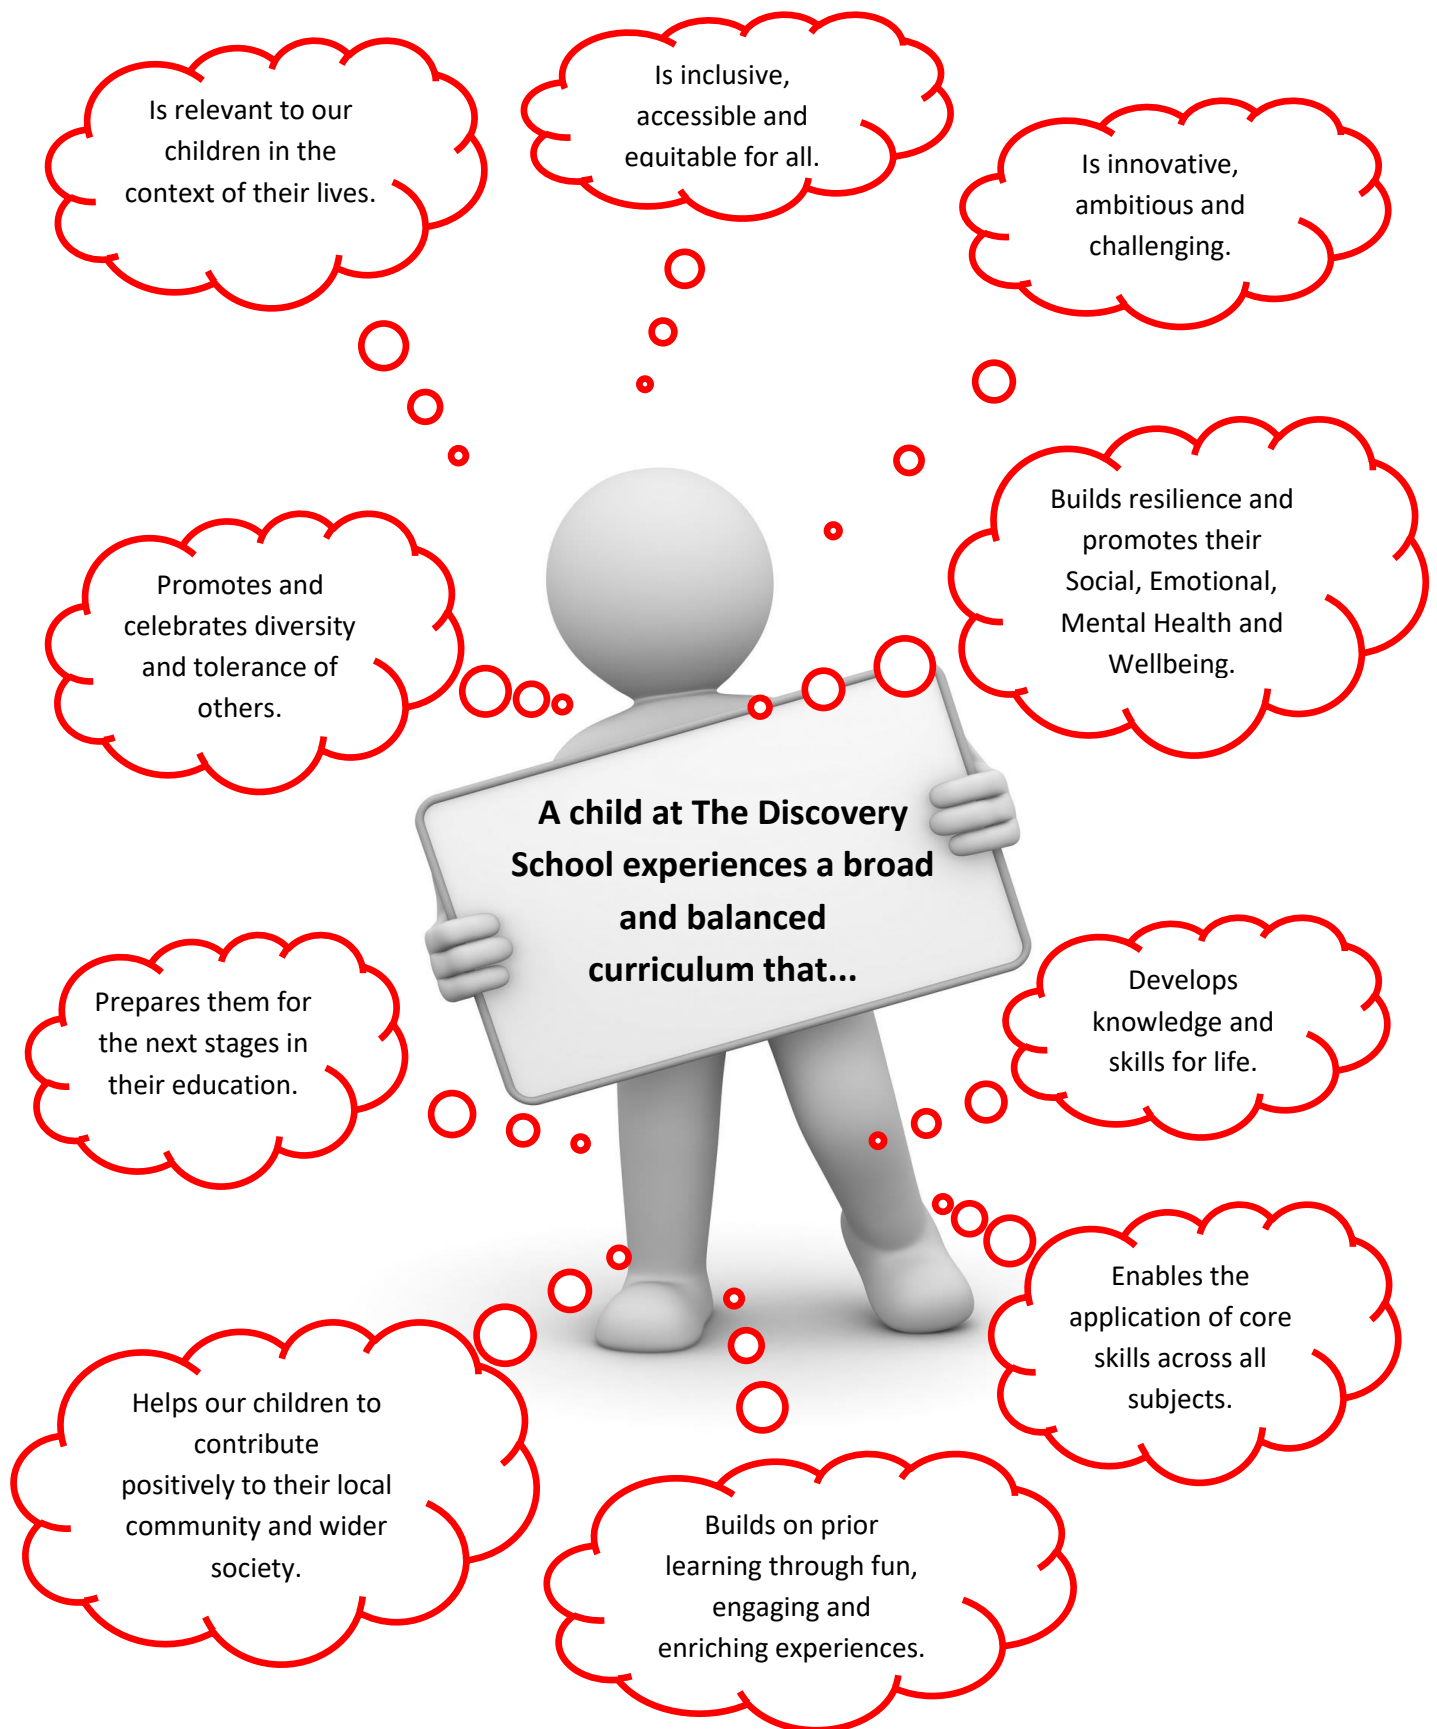 Is relevant to our
children in the
context of their lives.
Is inclusive,
accessible and
equitable for all.
Is innovative,
ambitious and
challenging.
Builds resilience and
promotes their
Social, Emotional,
Mental Health and
Wellbeing.
Promotes and
celebrates diversity
and tolerance of
others.
A child at The Discovery
School experiences a broad
and balanced
curriculum that...
Prepares them for
the next stages in
their education.
Develops
knowledge and
skills for life.
Enables the
application of core
skills across all
subjects.
Helps our children to
contribute
positively to their local
community and wider
society.
Builds on prior
learning through fun,
engaging and
enriching experiences.